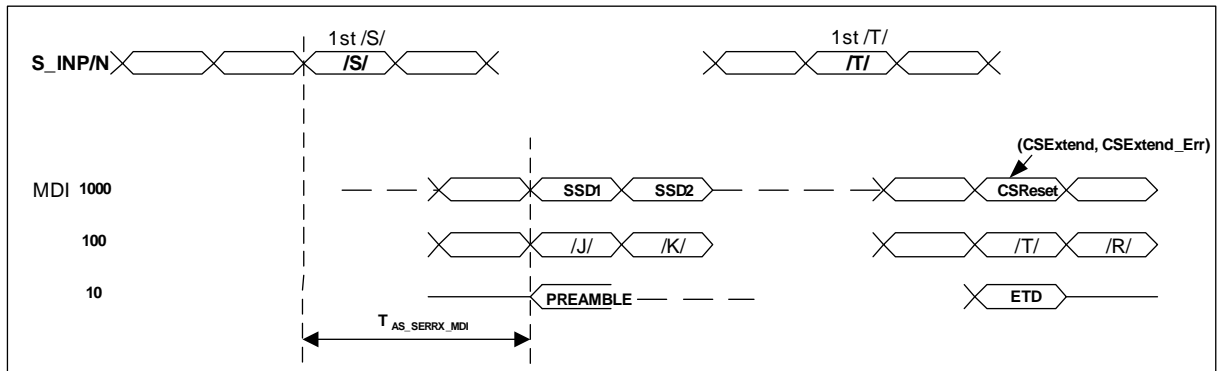 1st /S/
1st /T/
S_INP/N
/S/
/T/
(CSExtend, CSExtend_Err)
MDI 1000
SSD1
SSD2
CSReset
100
/J/
/K/
/T/
/R/
10
PREAMBLE
ETD
T AS_SERRX_MDI